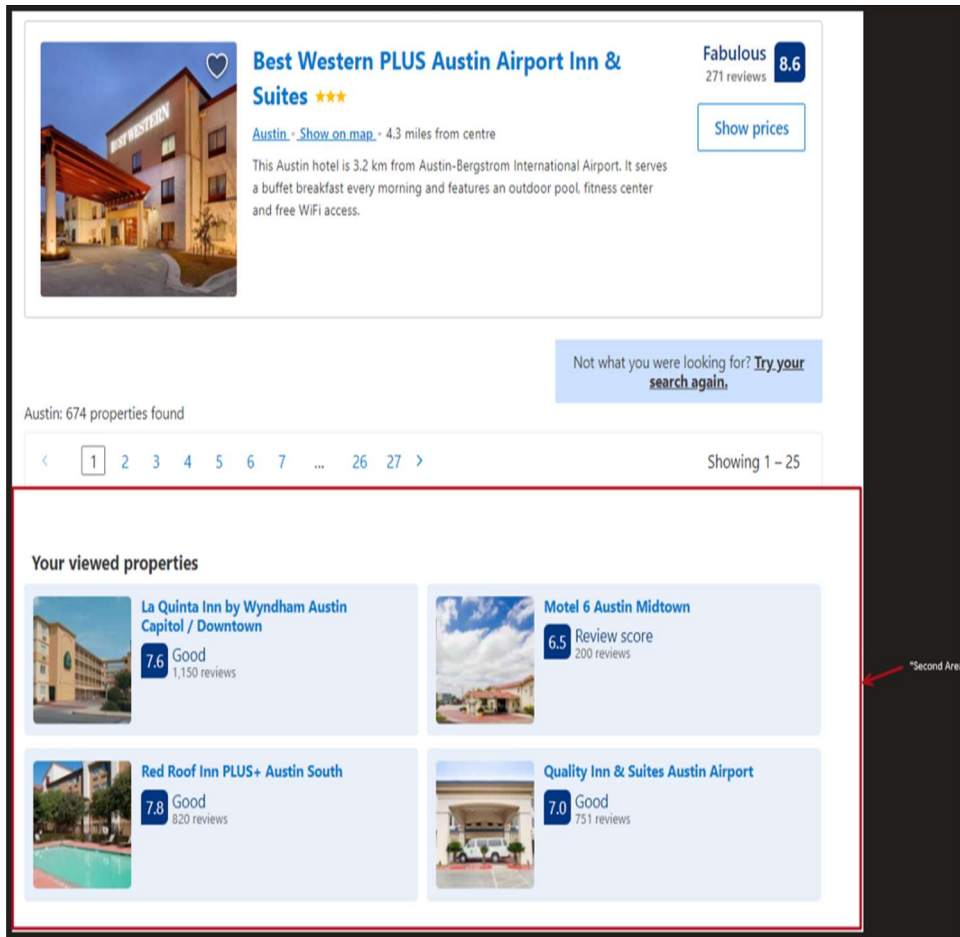 BEST WESTERN
Best Western PLUS Austin Airport Inn &
Suites
Fabulous
271 reviews
8.6
Austin - Show on map - 4.3 miles from centre
Show prices
This Austin hotel is 3.2 km from Austin-Bergstrom International Airport. It serves
a buffet breakfast every morning and features an outdoor pool, fitness center
and free WiFi access.
Not what you were looking for? Try your
search again.
Austin: 674 properties found
< 1 2 3 4 5 6 7 ... 26 27 >
Showing 1 – 25
Your viewed properties
La Quinta Inn by Wyndham Austin
Capitol / Downtown
7.6 Good
1,150 reviews
Motel 6 Austin Midtown
6.5 Review score
200 reviews
"Second Area
Red Roof Inn PLUS+ Austin South
7.8 Good
820 reviews
Quality Inn & Suites Austin Airport
7.0 Good
751 reviews